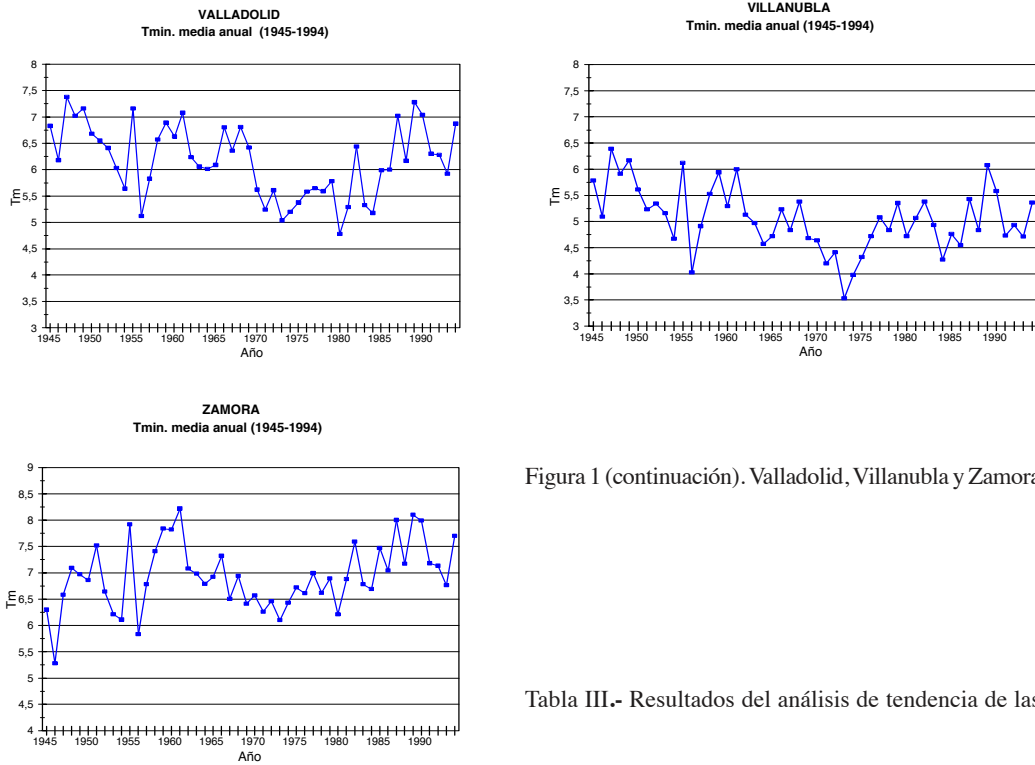 VALLADOLID
Tmin. media anual (1945-1994)
8
7,5
7
6,5
6
5,5
5
4,5
4
3,5
3
Tm
1945 1950 1955 1960 1965 1970 1975 1980 1985 1990
Año
VILLANUBLA
Tmin. media anual (1945-1994)
8
7,5
7
6,5
6
5,5
5
4,5
4
3,5
3
Tm
1945 1950 1955 1960 1965 1970 1975 1980 1985 1990
Año
ZAMORA
Tmin. media anual (1945-1994)
9
8,5
8
7,5
7
6,5
6
5,5
5
4,5
4
Tm
1945 1950 1955 1960 1965 1970 1975 1980 1985 1990
Año
Figura 1 (continuación). Valladolid, Villanubla y Zamora
Tabla III.- Resultados del análisis de tendencia de las